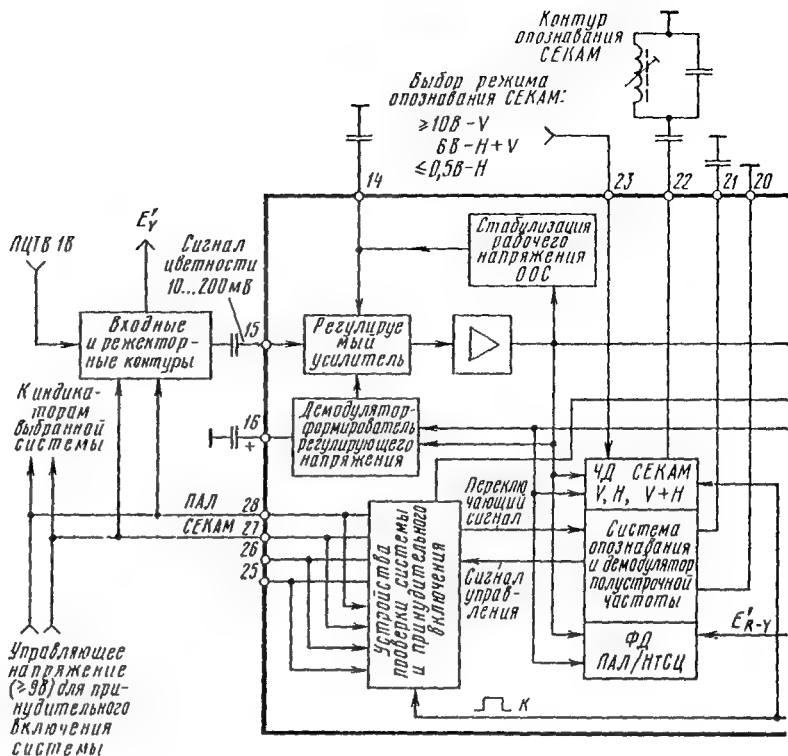 Контур
опознавания
СЕКАМ
Выбор режима
опознавания СЕКАМ:
≥10В-V
6В-H+V
≤0,5В-H
14
23
22
21
20
ПЦТВ 1В
E'Y
Сигнал
цветности
10...200мВ
15
Входные
и режектор-
ные контуры
Регулируе
мый
усилитель
Стабилизация
рабочего
напряжения
ООС
К индика-
торам
выбранной
системы
16
+
Демодулятор-
формирователь
регулирующего
напряжения
ПАЛ
28
СЕКАМ
27
26
25
Устройства
проверки системы
и принудительного
включения
Переклю
чающий
сигнал
Сигнал
управ-
ления
ЧД СЕКАМ
V, H, V+H
Система
опознавания
и демодулятор
полустрочной
частоты
ФД
ПАЛ/НТСЦ
E'R-Y
К
Управляющее
напряжение
(≥9В) для при-
нудительного
включения
системы